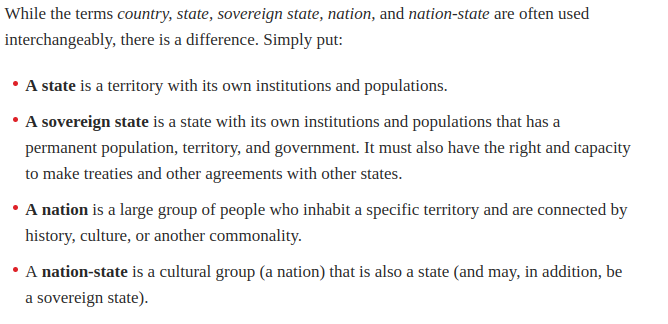 While the terms country, state, sovereign state, nation, and nation-state are often used
interchangeably, there is a difference. Simply put:
• A state is a territory with its own institutions and populations.
• A sovereign state is a state with its own institutions and populations that has a
permanent population, territory, and government. It must also have the right and capacity
to make treaties and other agreements with other states.
• A nation is a large group of people who inhabit a specific territory and are connected by
history, culture, or another commonality.
• A nation-state is a cultural group (a nation) that is also a state (and may, in addition, be
a sovereign state).